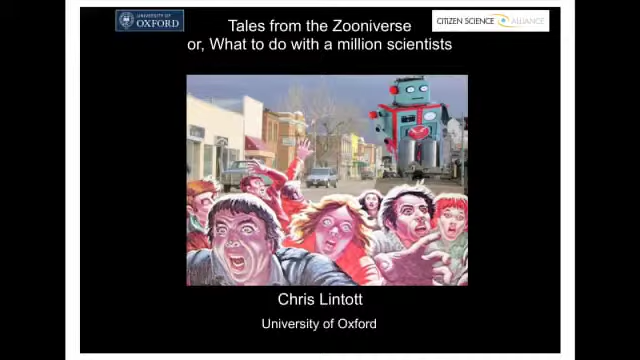 UNIVERSITY OF
OXFORD
CITIZEN SCIENCE ALLIANCE
Tales from the Zooniverse
or, What to do with a million scientists
Chris Lintott
University of Oxford